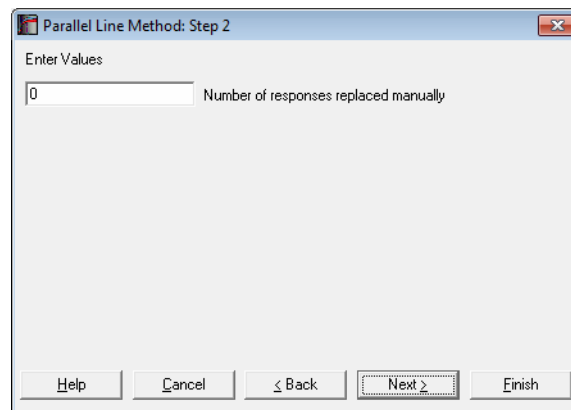 Parallel Line Method: Step 2
Enter Values
0 Number of responses replaced manually
Help Cancel < Back Next > Finish